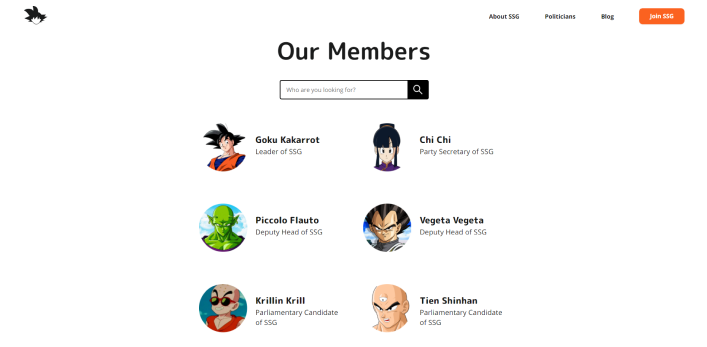 About SSG
Politicians
Blog
Join SSG
Our Members
Who are you looking for?
Goku Kakarrot
Leader of SSG
Chi Chi
Party Secretary of SSG
Piccolo Flauto
Deputy Head of SSG
Vegeta Vegeta
Deputy Head of SSG
Krillin Krill
Parliamentary Candidate
of SSG
Tien Shinhan
Parliamentary Candidate
of SSG